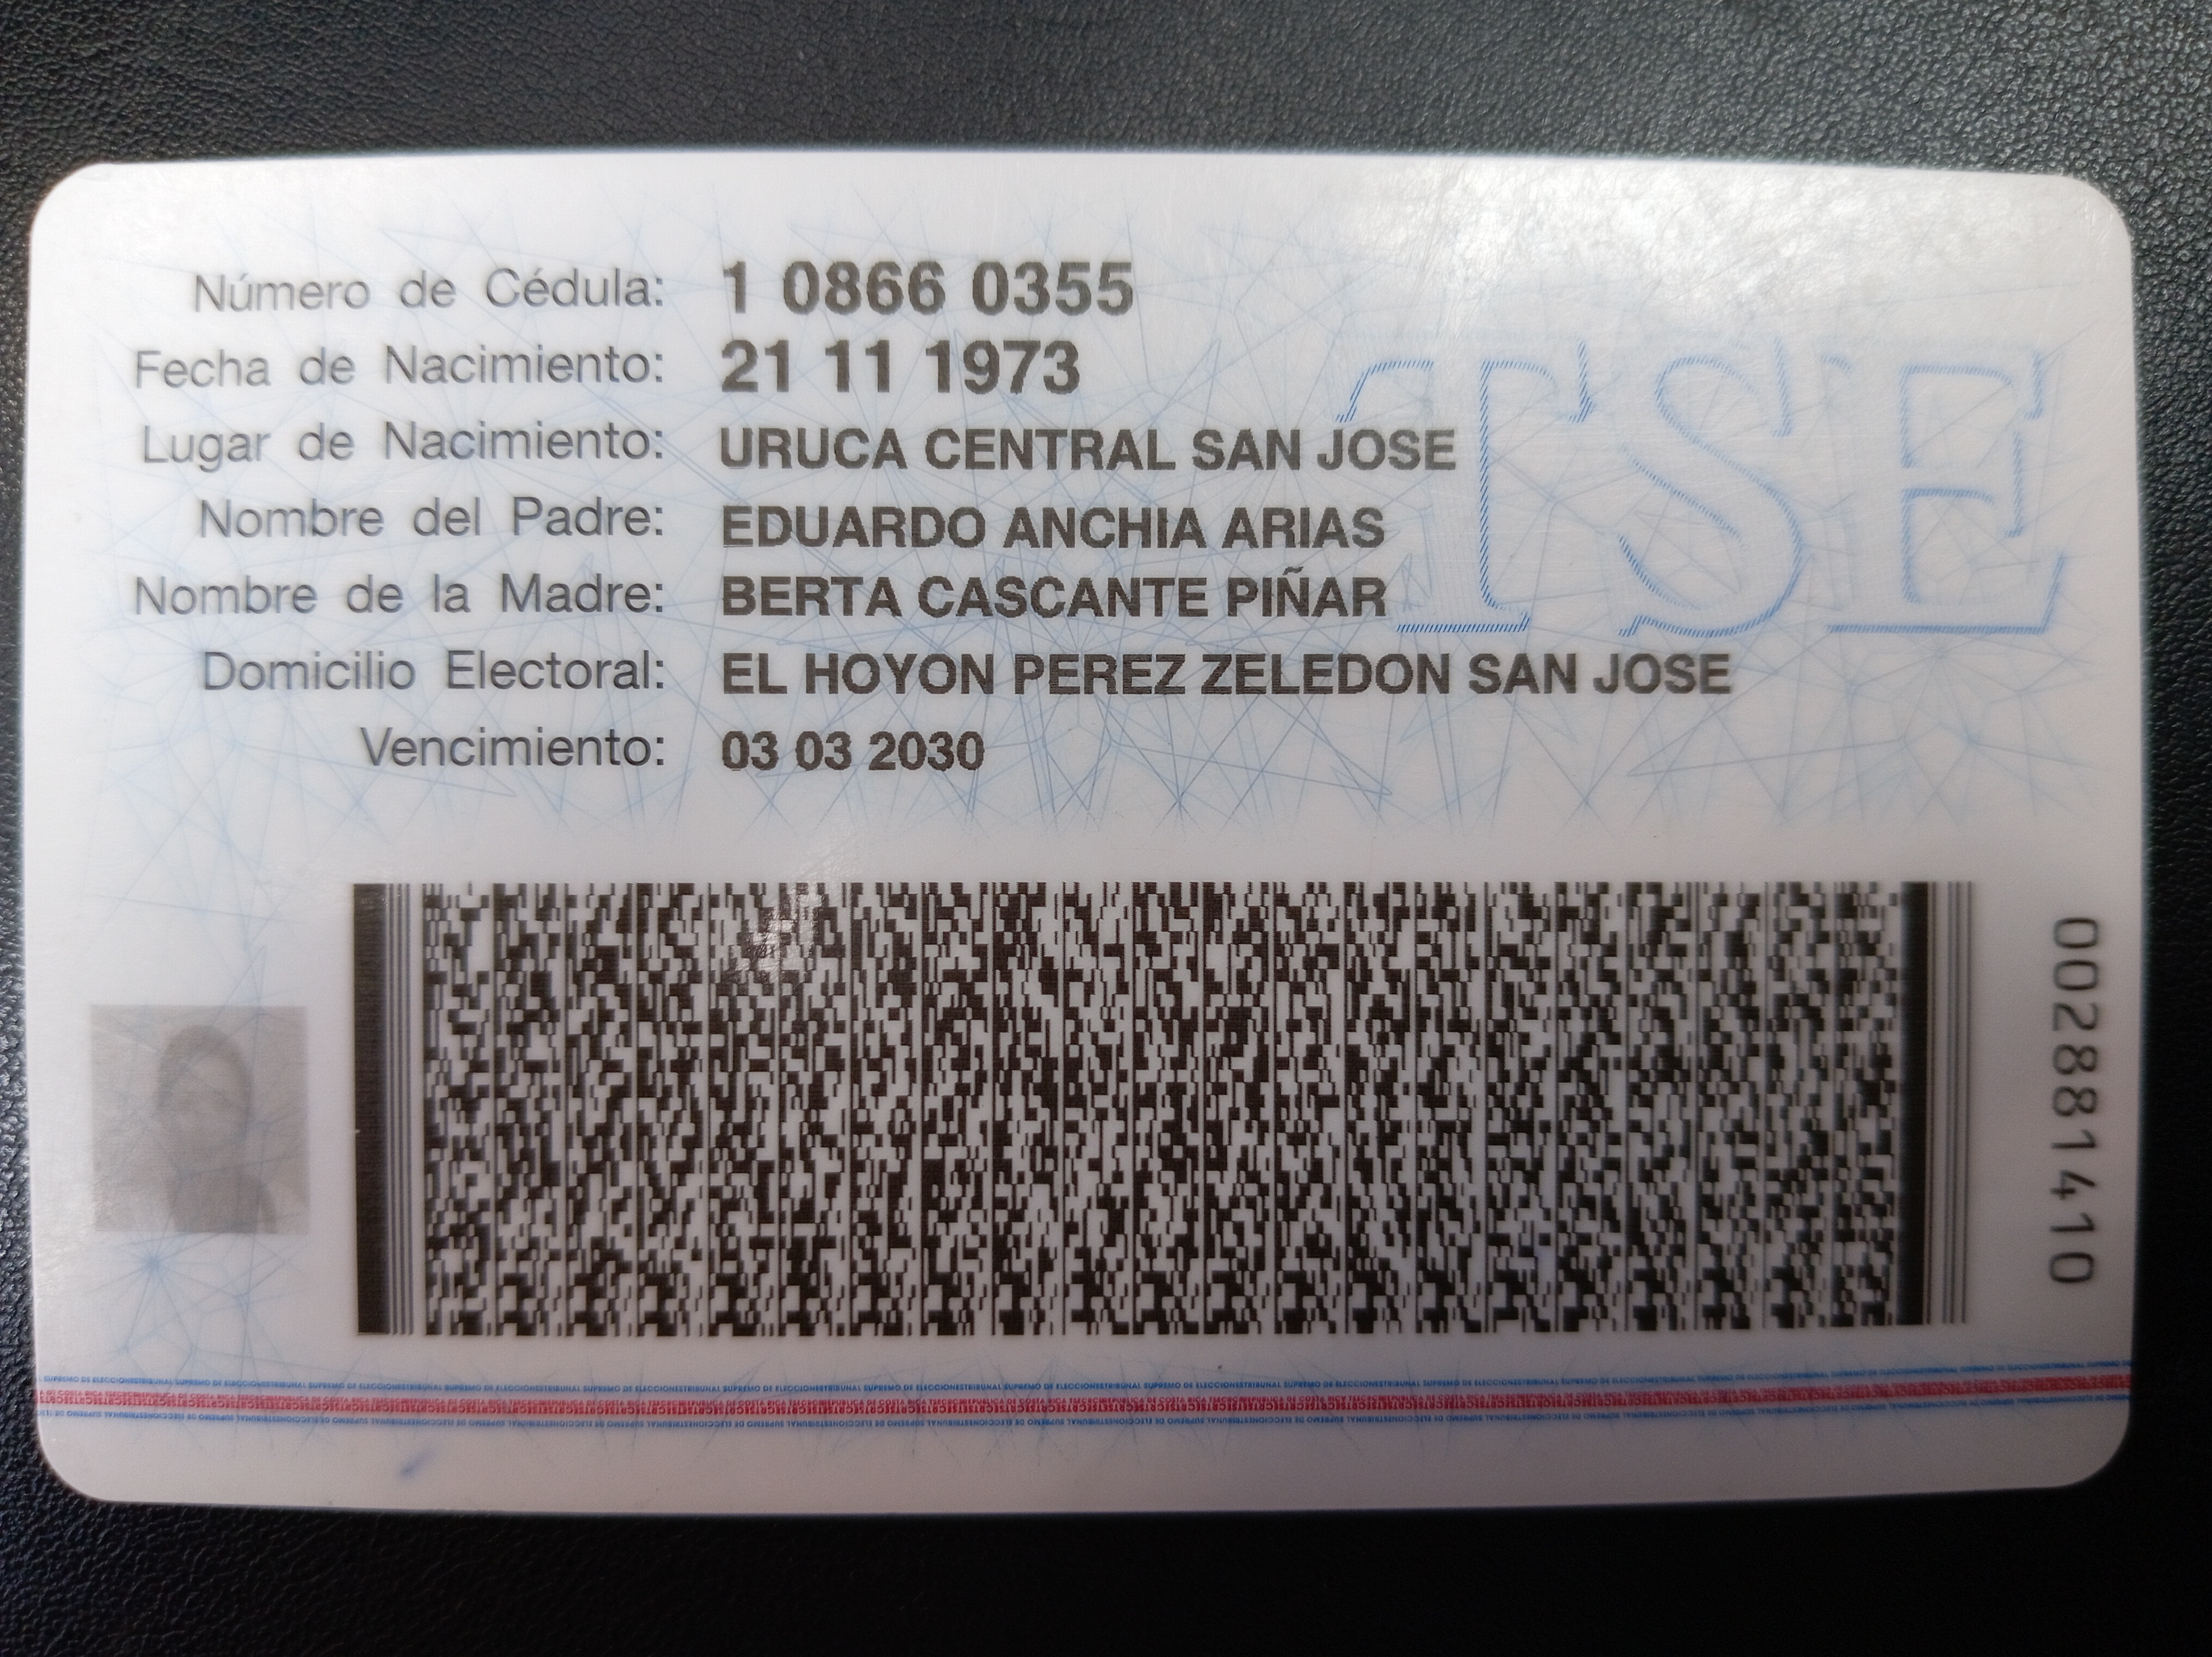 Número de Cédula: 1 0866 0355
Fecha de Nacimiento: 21 11 1973
Lugar de Nacimiento: URUCA CENTRAL SAN JOSE
Nombre del Padre: EDUARDO ANCHIA ARIAS
Nombre de la Madre: BERTA CASCANTE PIÑAR
Domicilio Electoral: EL HOYON PEREZ ZELEDON SAN JOSE
Vencimiento: 03 03 2030
TSE
002881410